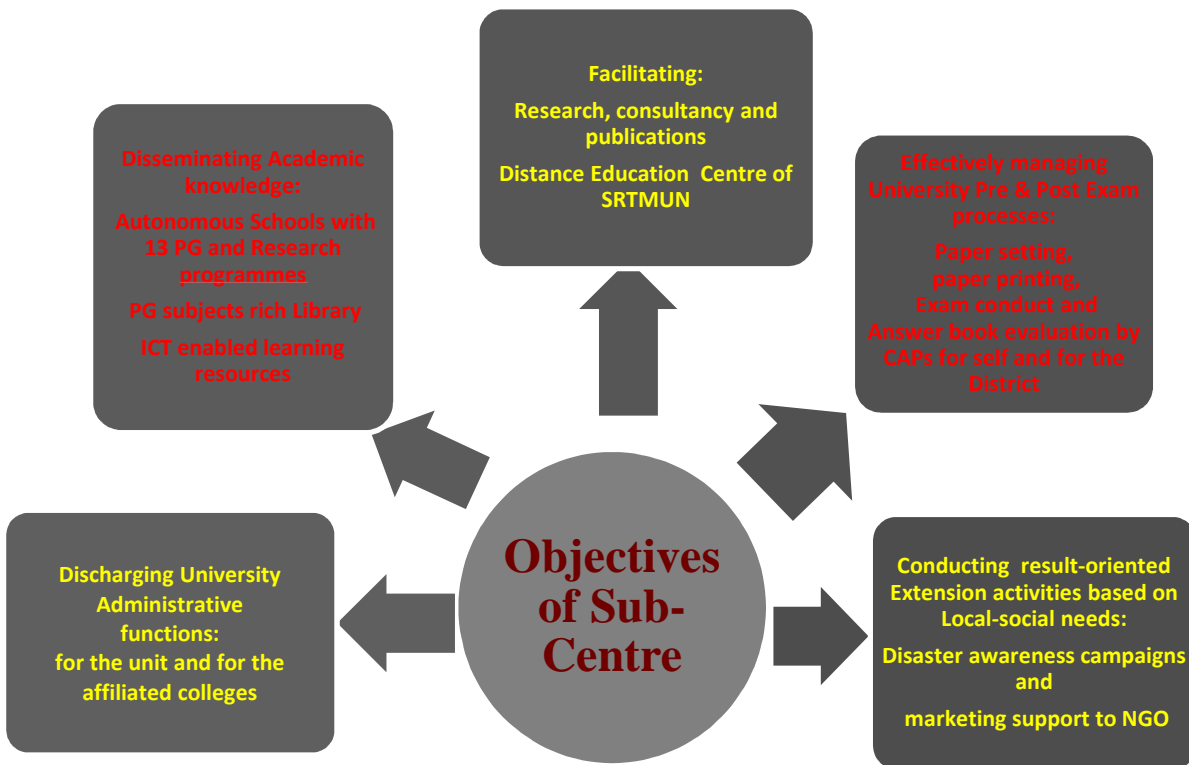 Facilitating:
Research, consultancy and
publications
Distance Education Centre of
SRTMUN
Disseminating Academic
knowledge:
Autonomous Schools with
13 PG and Research
programmes
PG subjects rich Library
ICT enabled learning
resources
Effectively managing
University Pre & Post Exam
processes:
Paper setting,
paper printing,
Exam conduct and
Answer book evaluation by
CAPs for self and for the
District
Discharging University
Administrative
functions:
for the unit and for the
affiliated colleges
Objectives
of Sub-
Centre
Conducting result-oriented
Extension activities based on
Local-social needs:
Disaster awareness campaigns
and
marketing support to NGO